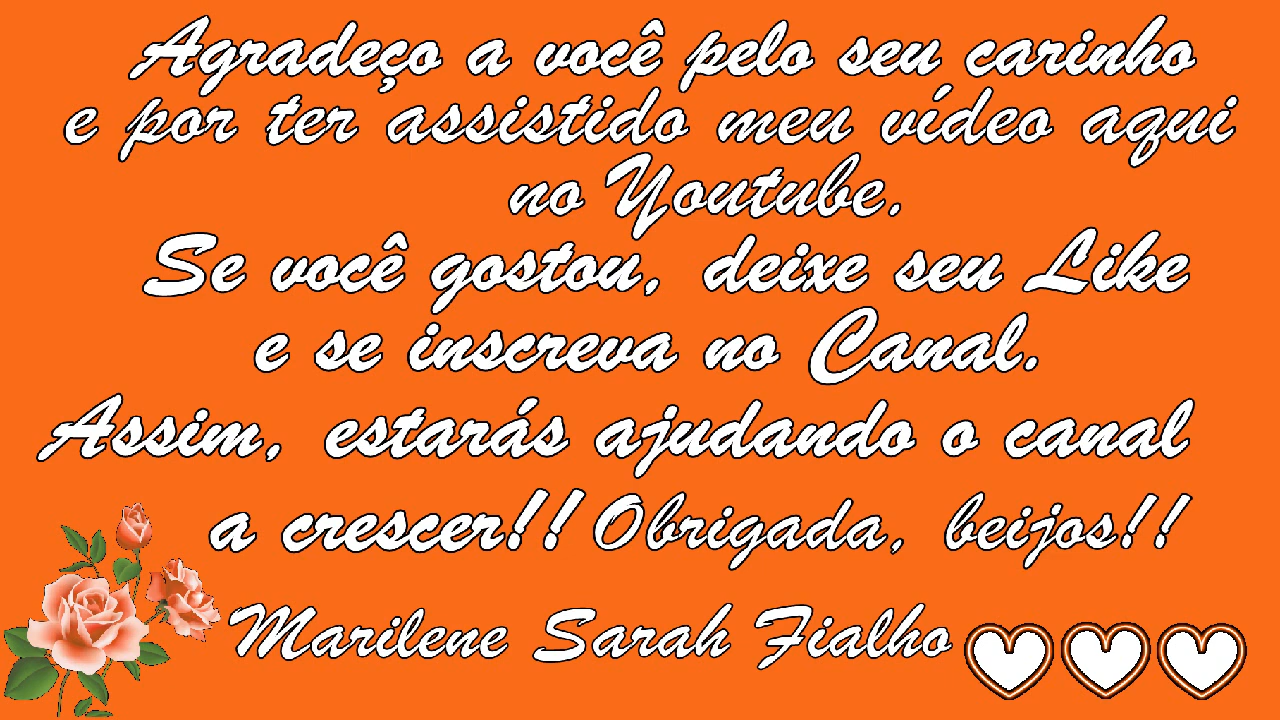 Agradeço a você pelo seu carinho
e por ter assistido meu vídeo aqui
no Youtube.
Se você gostou, deixe seu Like
e se inscreva no Canal.
Assim, estarás ajudando o canal
a crescer!! Obrigada, beijos!!
Marilene Sarah Fialho